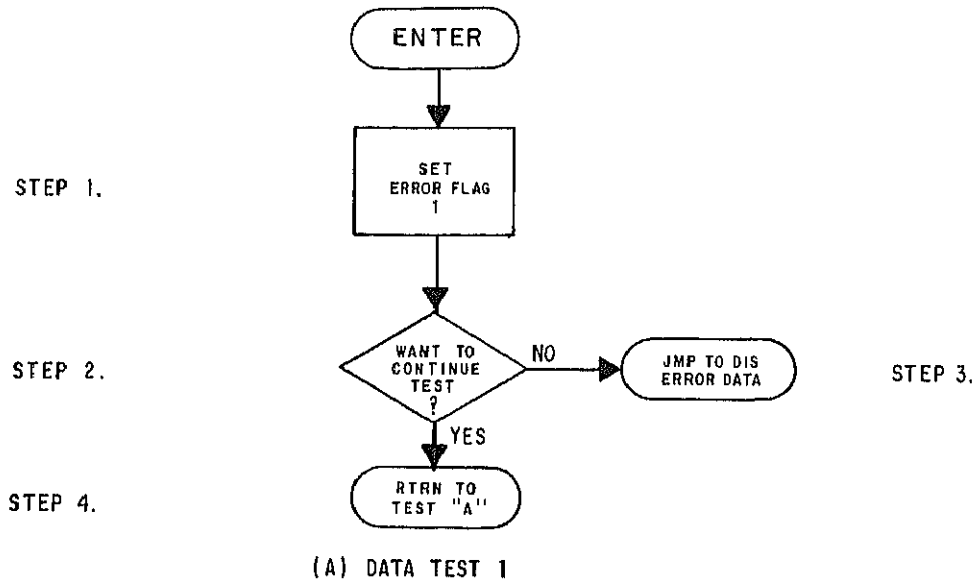 ENTER
STEP 1.
SET
ERROR FLAG
1
STEP 2.
WANT TO
CONTINUE
TEST
?
NO
JMP TO DIS
ERROR DATA
STEP 3.
YES
STEP 4.
RTRN TO
TEST "A"
(A) DATA TEST 1